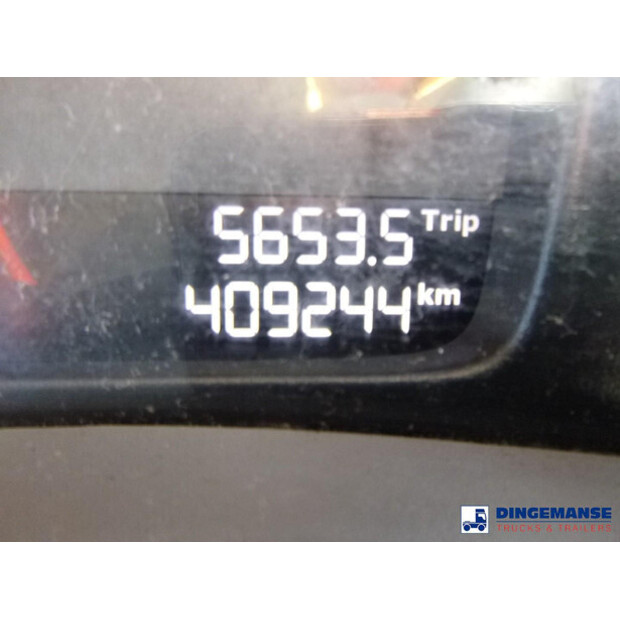 5653.5 Trip
409244 km
DINGEMANSE
TRUCKS & TRAILERS